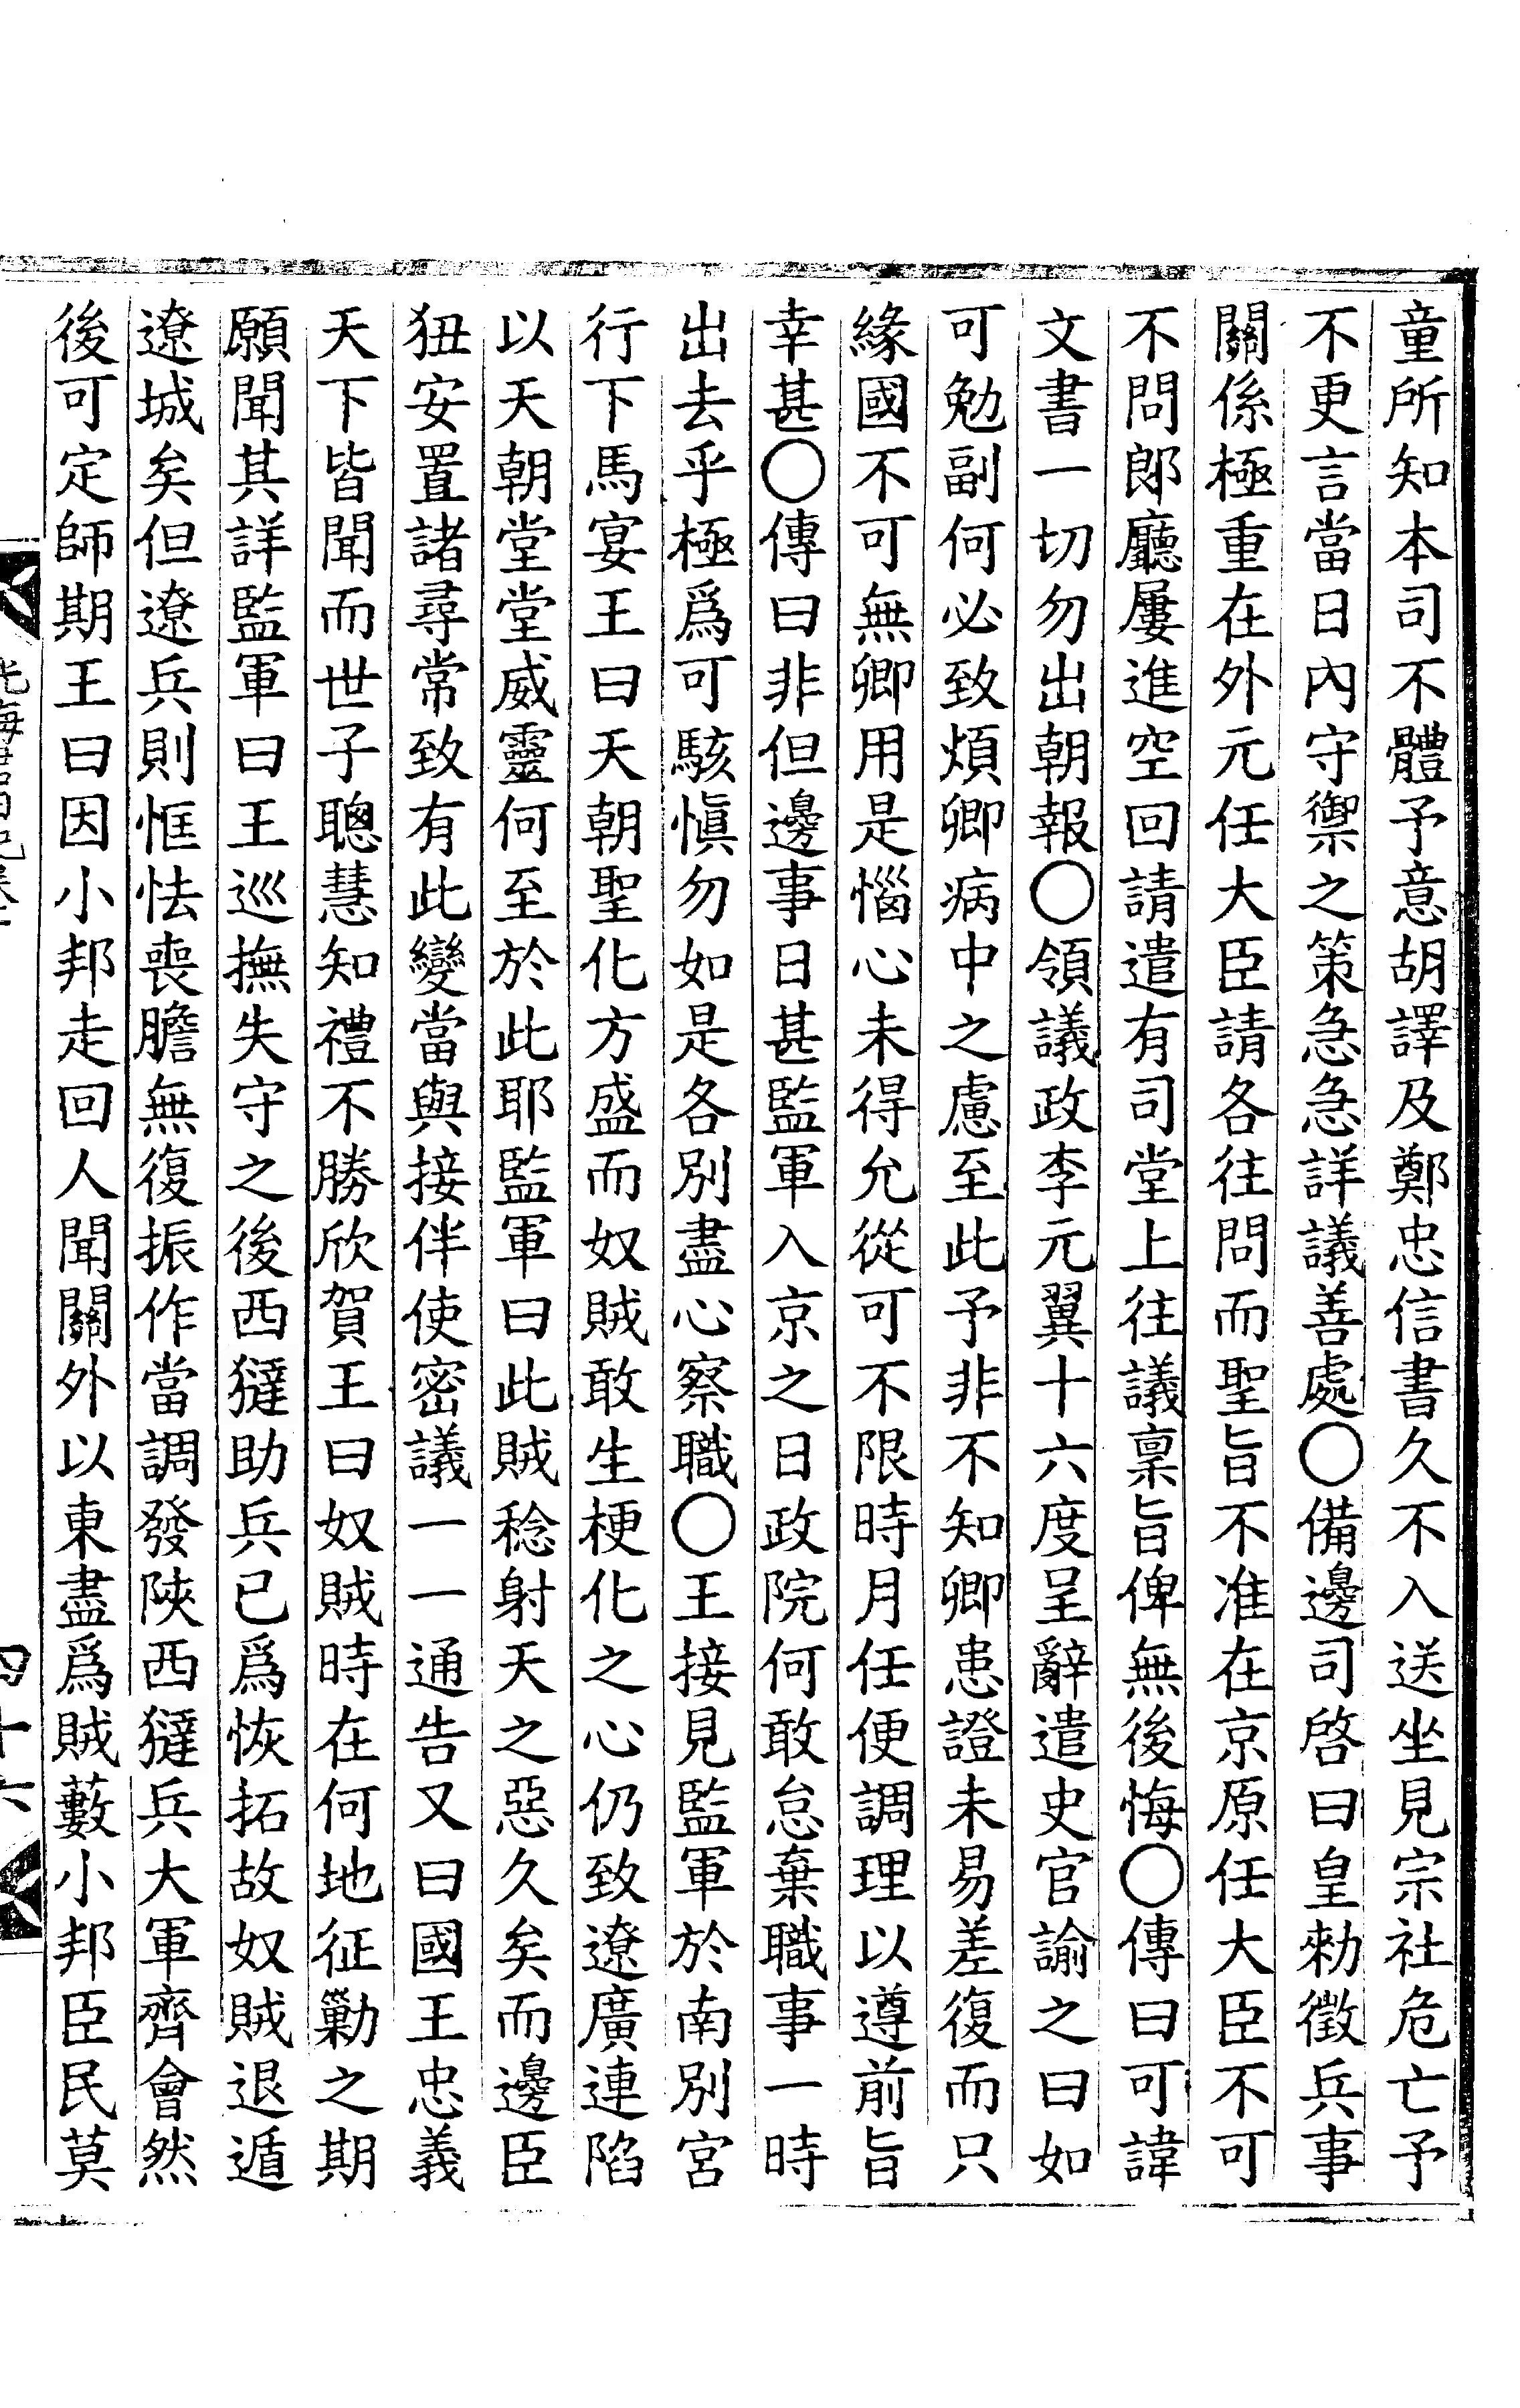 童所知本司不體予意胡譯及鄭忠信書久不入送坐見宗社危亡予
不更言當日內守禦之策急急詳議善處○備邊司啓曰皇勑徵兵事
關係極重在外元任大臣請各往問而聖旨不准在京原任大臣不可
不問郞廳屢進空回請遣有司堂上往議稟旨俾無後悔○傳曰可諱
文書一切勿出朝報○領議政李元翼十六度呈辭遣史官諭之曰如
可勉副何必致煩卿病中之慮至此予非不知卿患證未易差復而只
緣國不可無卿用是惱心未得允從可不限時月任便調理以遵前旨
幸甚○傳曰非但邊事日甚監軍入京之日政院何敢怠棄職事一時
出去乎極爲可駭愼勿如是各別盡心察職○王接見監軍於南別宮
行下馬宴王曰天朝聖化方盛而奴賊敢生梗化之心仍致遼廣連陷
以天朝堂堂威靈何至於此耶監軍曰此賊稔射天之惡久矣而邊臣
狃安置諸尋常致有此變當與接伴使密議一一通告又曰國王忠義
天下皆聞而世子聰慧知禮不勝欣賀王曰奴賊時在何地征勦之期
願聞其詳監軍曰王巡撫失守之後西㺚助兵已爲恢拓故奴賊退遁
遼城矣但遼兵則恇怯喪膽無復振作當調發陝西㺚兵大軍齊會然
後可定師期王曰因小邦走回人聞關外以東盡爲賊藪小邦臣民莫
四十六